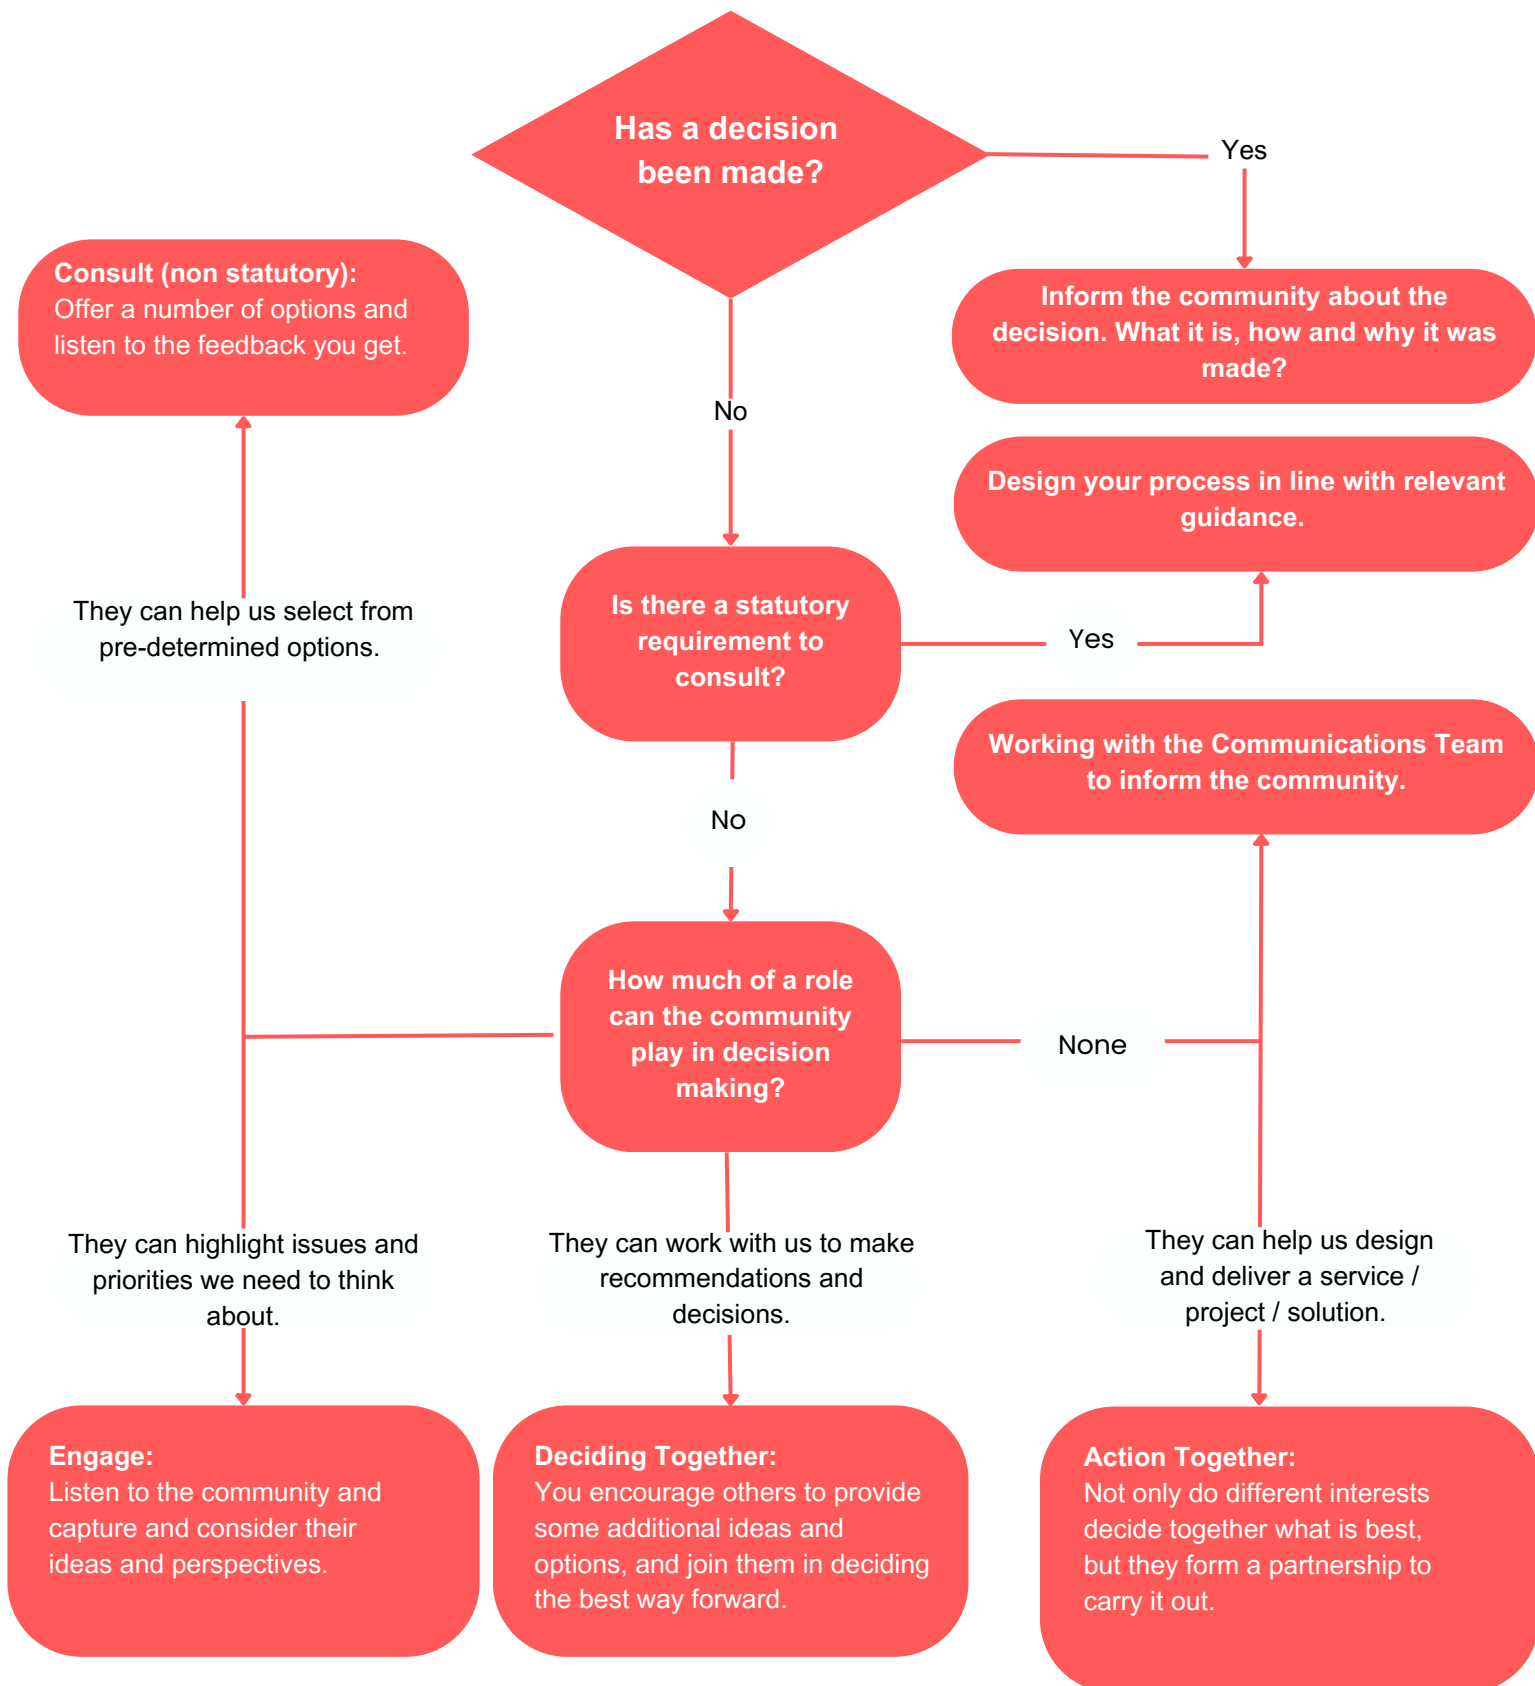 Has a decision
been made?
Yes
Consult (non statutory):
Offer a number of options and
listen to the feedback you get.
Inform the community about the
decision. What it is, how and why it was
made?
No
Design your process in line with relevant
guidance.
They can help us select from
pre-determined options.
Is there a statutory
requirement to
consult?
Yes
Working with the Communications Team
to inform the community.
No
How much of a role
can the community
play in decision
making?
None
They can highlight issues and
priorities we need to think
about.
They can work with us to make
recommendations and
decisions.
They can help us design
and deliver a service /
project / solution.
Engage:
Listen to the community and
capture and consider their
ideas and perspectives.
Deciding Together:
You encourage others to provide
some additional ideas and
options, and join them in deciding
the best way forward.
Action Together:
Not only do different interests
decide together what is best,
but they form a partnership to
carry it out.